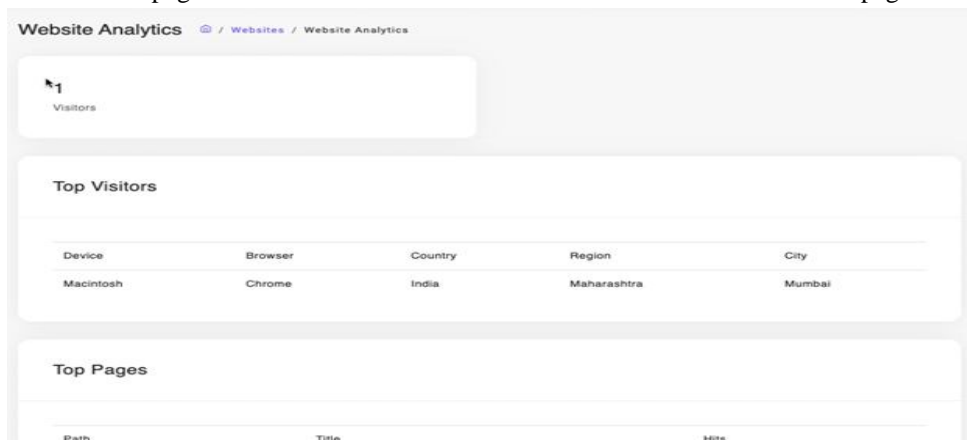 Website Analytics / Websites / Website Analytics
1
Visitors
Top Visitors
Device Browser Country Region City
Macintosh Chrome India Maharashtra Mumbai
Top Pages
Path Title Hits